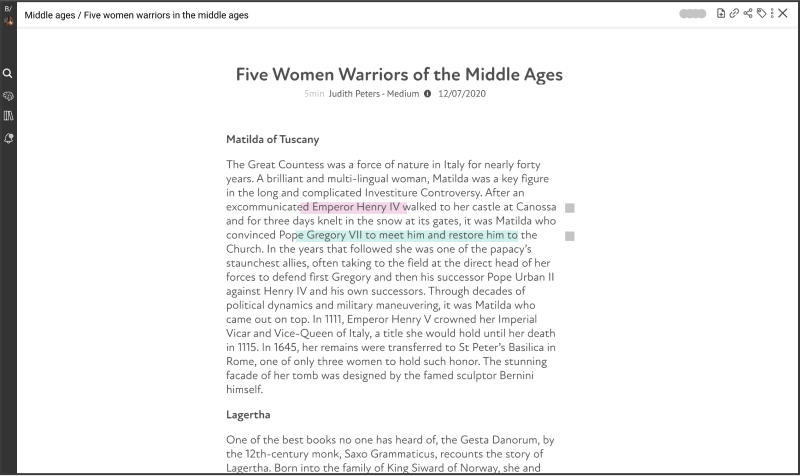 B/
Middle ages / Five women warriors in the middle ages
Five Women Warriors of the Middle Ages
5min Judith Peters - Medium 12/07/2020
Matilda of Tuscany
The Great Countess was a force of nature in Italy for nearly forty
years. A brilliant and multi-lingual woman, Matilda was a key figure
in the long and complicated Investiture Controversy. After an
excommunicated Emperor Henry IV walked to her castle at Canossa
and for three days knelt in the snow at its gates, it was Matilda who
convinced Pope Gregory VII to meet him and restore him to the
Church. In the years that followed she was one of the papacy's
staunchest allies, often taking to the field at the direct head of her
forces to defend first Gregory and then his successor Pope Urban II
against Henry IV and his own successors. Through decades of
political dynamics and military maneuvering, it was Matilda who
came out on top. In 1111, Emperor Henry V crowned her Imperial
Vicar and Vice-Queen of Italy, a title she would hold until her death
in 1115. In 1645, her remains were transferred to St Peter's Basilica in
Rome, one of only three women to hold such honor. The stunning
facade of her tomb was designed by the famed sculptor Bernini
himself.
Lagertha
One of the best books no one has heard of, the Gesta Danorum, by
the 12th-century monk, Saxo Grammaticus, recounts the story of
Lagertha. Born into the family of King Siward of Norway, she and